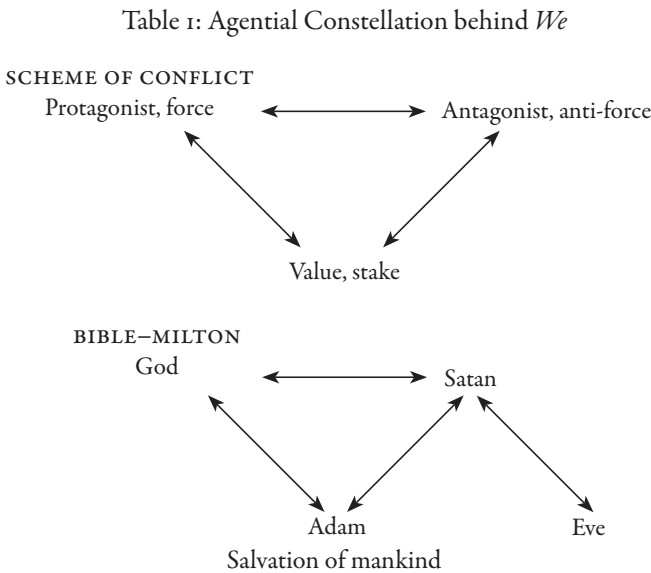 Table 1: Agential Constellation behind We
SCHEME OF CONFLICT
Protagonist, force
Antagonist, anti-force
Value, stake
BIBLE–MILTON
God
Satan
Adam
Eve
Salvation of mankind